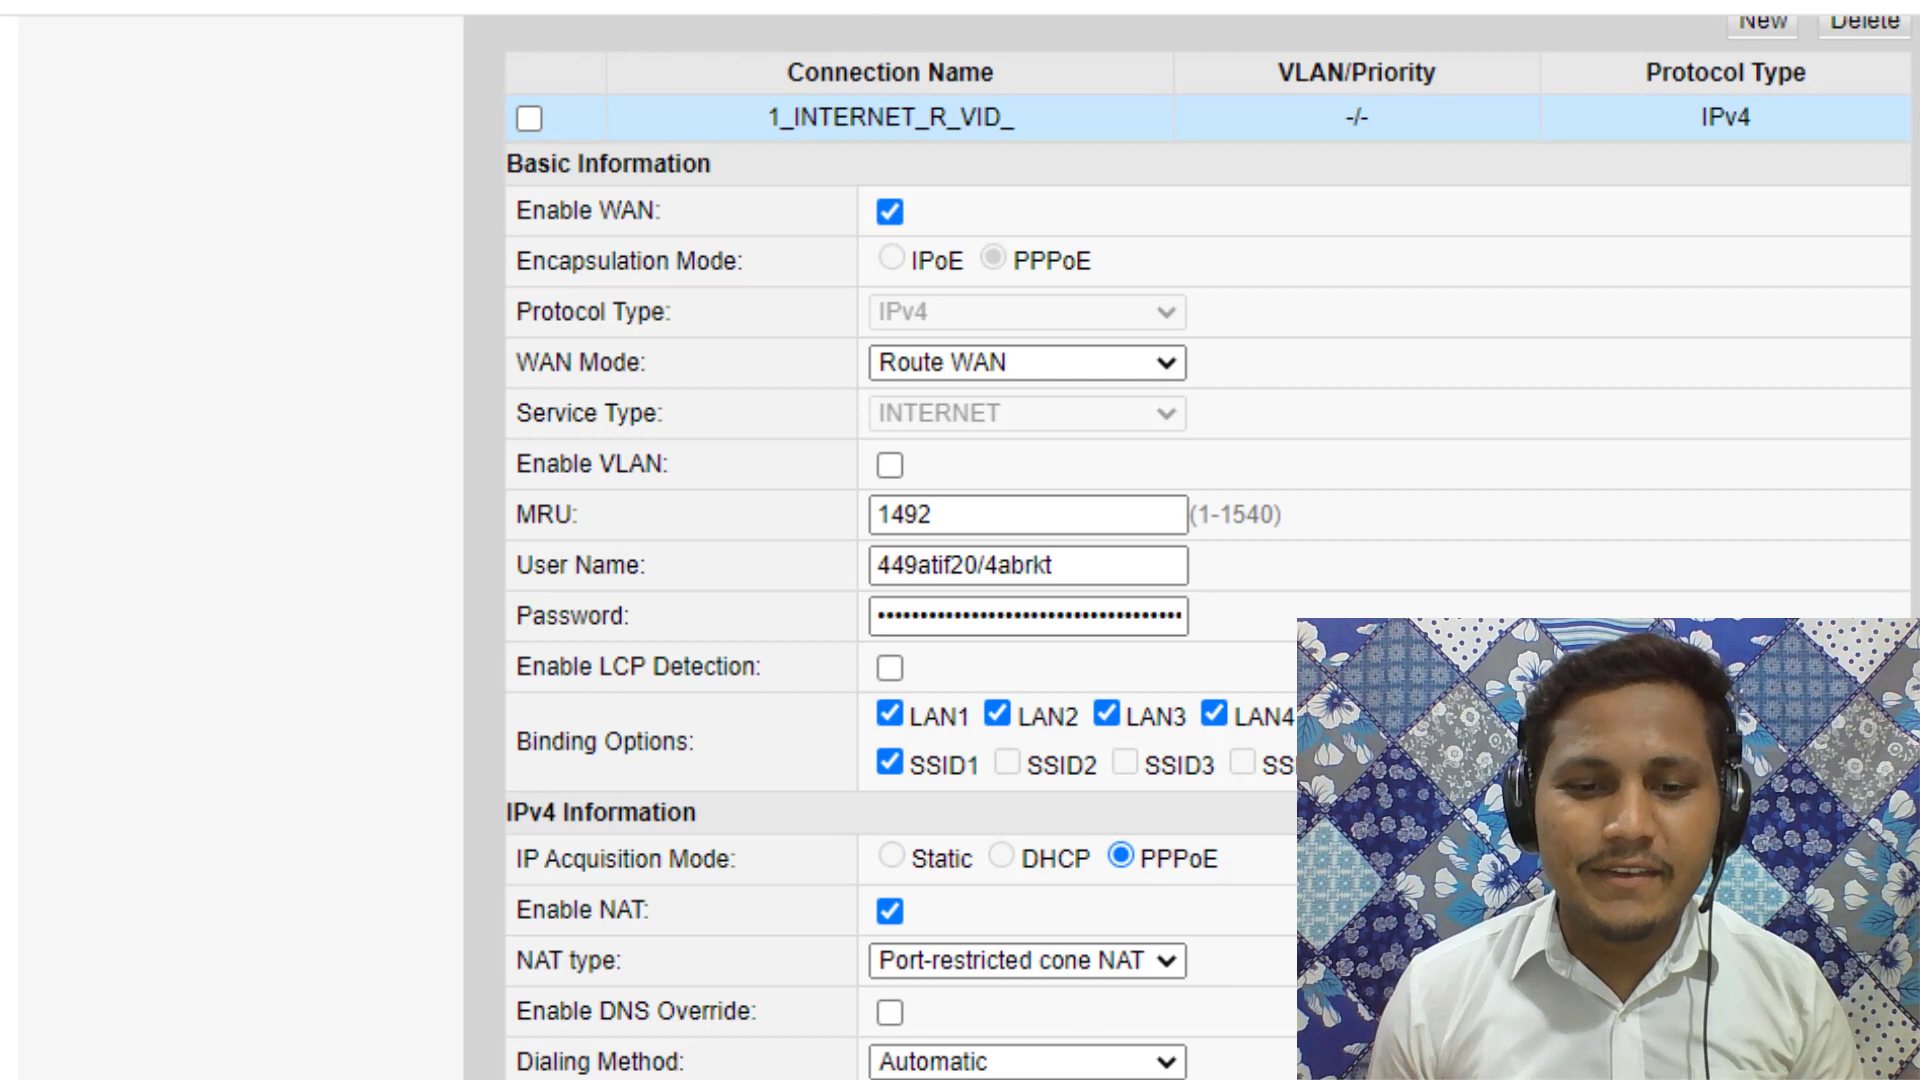 New Delete
Connection Name VLAN/Priority Protocol Type
1_INTERNET_R_VID_ -/- IPv4
Basic Information
Enable WAN:
Encapsulation Mode: IPoE PPPoE
Protocol Type: IPv4
WAN Mode: Route WAN
Service Type: INTERNET
Enable VLAN:
MRU: 1492 (1-1540)
User Name: 449atif20/4abrkt
Password: ••••••••••••••••••••••••••••••••••••
Enable LCP Detection:
Binding Options: LAN1 LAN2 LAN3 LAN4
SSID1 SSID2 SSID3 SS
IPv4 Information
IP Acquisition Mode: Static DHCP PPPoE
Enable NAT:
NAT type: Port-restricted cone NAT
Enable DNS Override:
Dialing Method: Automatic